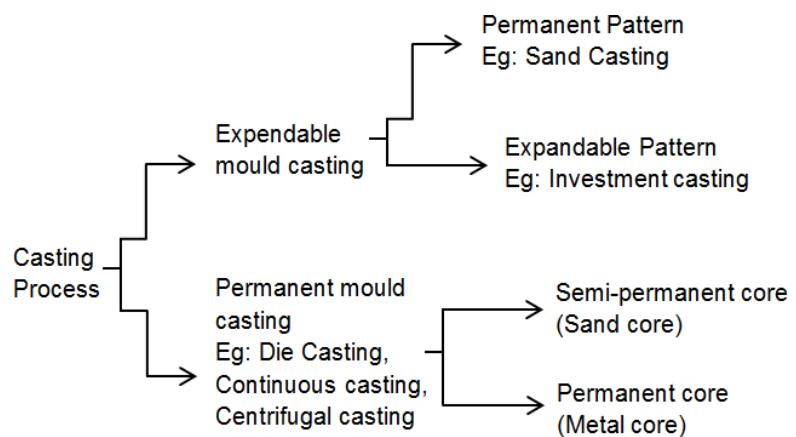 Casting
Process
Expendable
mould casting
Permanent Pattern
Eg: Sand Casting
Expandable Pattern
Eg: Investment casting
Permanent mould
casting
Eg: Die Casting,
Continuous casting,
Centrifugal casting
Semi-permanent core
(Sand core)
Permanent core
(Metal core)